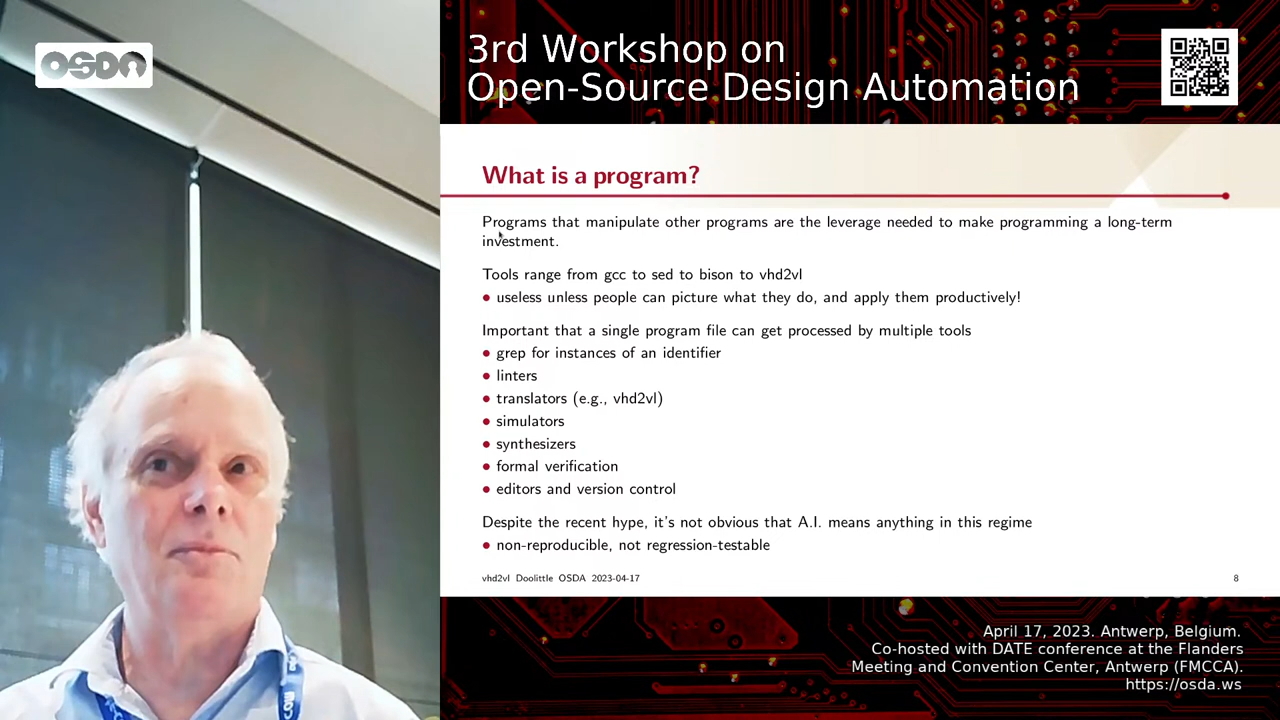 OSDA
3rd Workshop on
Open-Source Design Automation
What is a program?
Programs that manipulate other programs are the leverage needed to make programming a long-term
investment.
Tools range from gcc to sed to bison to vhd2vl
• useless unless people can picture what they do, and apply them productively!
Important that a single program file can get processed by multiple tools
• grep for instances of an identifier
• linters
• translators (e.g., vhd2vl)
• simulators
• synthesizers
• formal verification
• editors and version control
Despite the recent hype, it's not obvious that A.I. means anything in this regime
• non-reproducible, not regression-testable
vhd2vl Doolittle OSDA 2023-04-17
8
April 17, 2023. Antwerp, Belgium.
Co-hosted with DATE conference at the Flanders
Meeting and Convention Center, Antwerp (FMCCA).
https://osda.ws